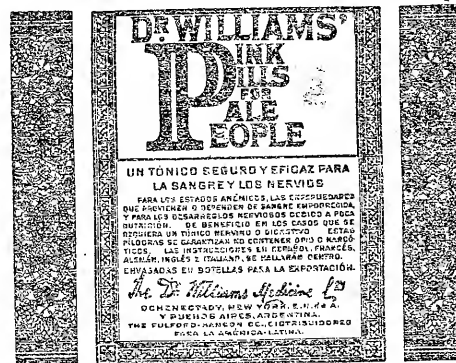 DR. WILLIAMS'
PINK
PILLS
FOR
PALE
PEOPLE
UN TÓNICO SEGURO Y EFICAZ PARA
LA SANGRE Y LOS NERVIOS
PARA LOS ESTADOS ANÉMICOS, LAS ENFERMEDADES
QUE PROVIENEN O DEPENDEN DE SANGRE EMPOBRECIDA,
Y PARA LOS DESARREGLOS NERVIOSOS DEBIDO A POCA
NUTRICIÓN. DE BENEFICIO EN LOS CASOS QUE SE
REQUIERA UN TÓNICO NERVINO O DIGESTIVO ESTAS
PÍLDORAS SE GARANTIZAN NO CONTENER OPIO O NARCÓ-
TICOS. LAS INSTRUCCIONES EN ESPAÑOL, FRANCÉS,
ALEMÁN, INGLÉS E ITALIANO, SE HALLARÁN DENTRO.
ENVASADAS EN BOTELLAS PARA LA EXPORTACIÓN.
The Dr. Williams Medicine Co.
SCHENECTADY, NEW YORK, E.U. de A.
Y BUENOS AIRES, ARGENTINA.
THE FULFORD-HANSON CO., DISTRIBUIDORES
PARA LA AMÉRICA LATINA.